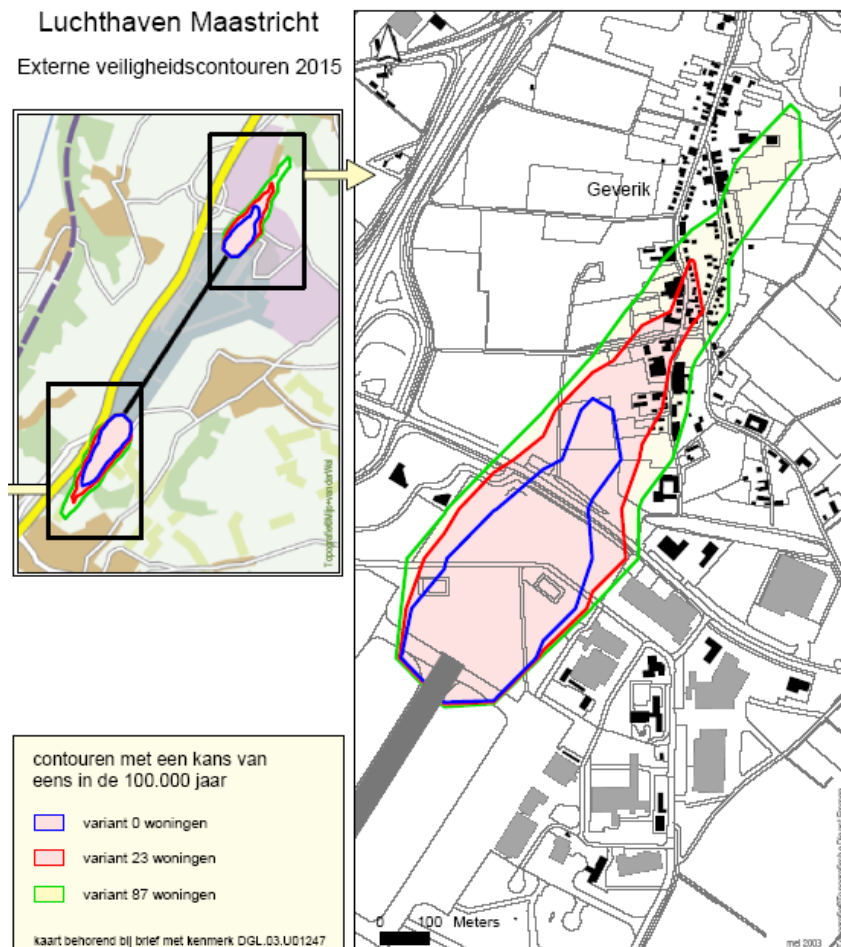 Luchthaven Maastricht
Externe veiligheidscontouren 2015
Geverik
contouren met een kans van
eens in de 100.000 jaar
variant 0 woningen
variant 23 woningen
variant 87 woningen
kaart behorend bij brief met kenmerk DGL.03.U01247
0 100 Meters
mei 2003